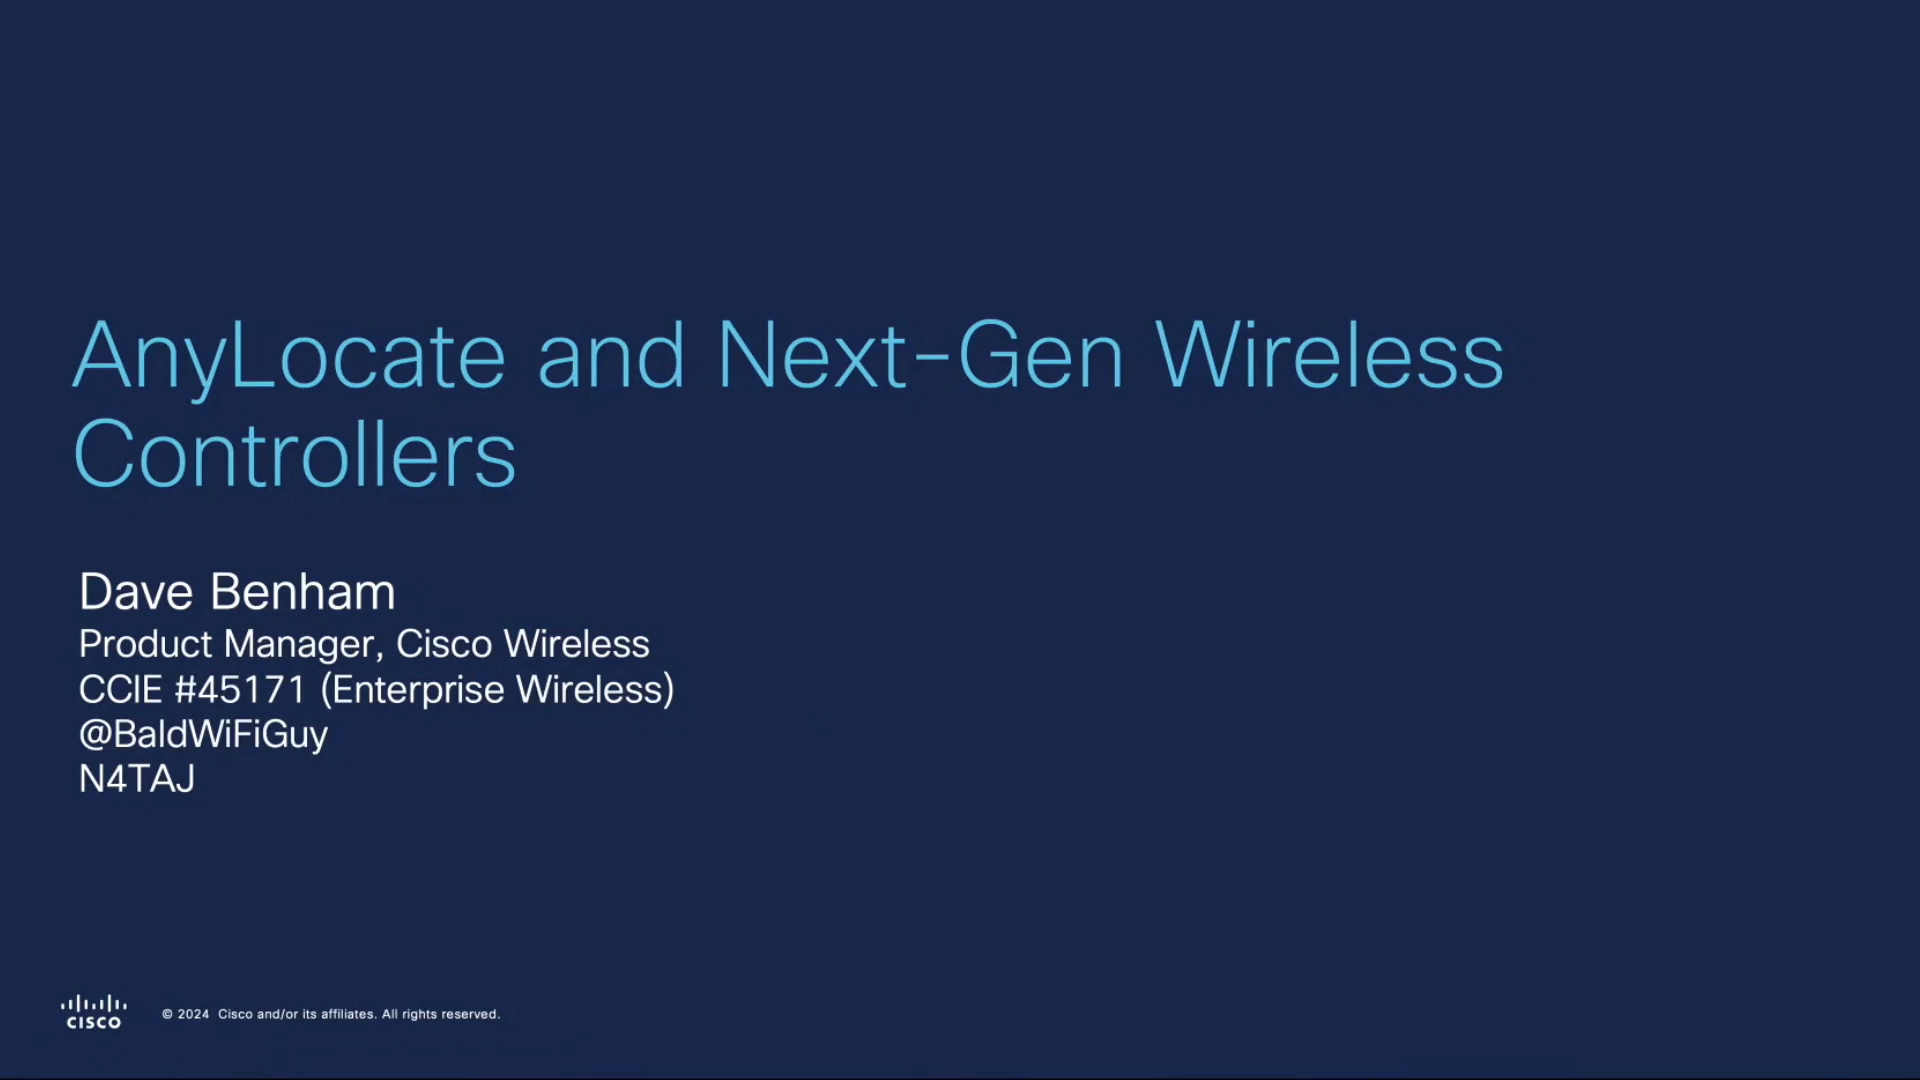 AnyLocate and Next-Gen Wireless
Controllers
Dave Benham
Product Manager, Cisco Wireless
CCIE #45171 (Enterprise Wireless)
@BaldWiFiGuy
N4TAJ
CISCO
© 2024 Cisco and/or its affiliates. All rights reserved.